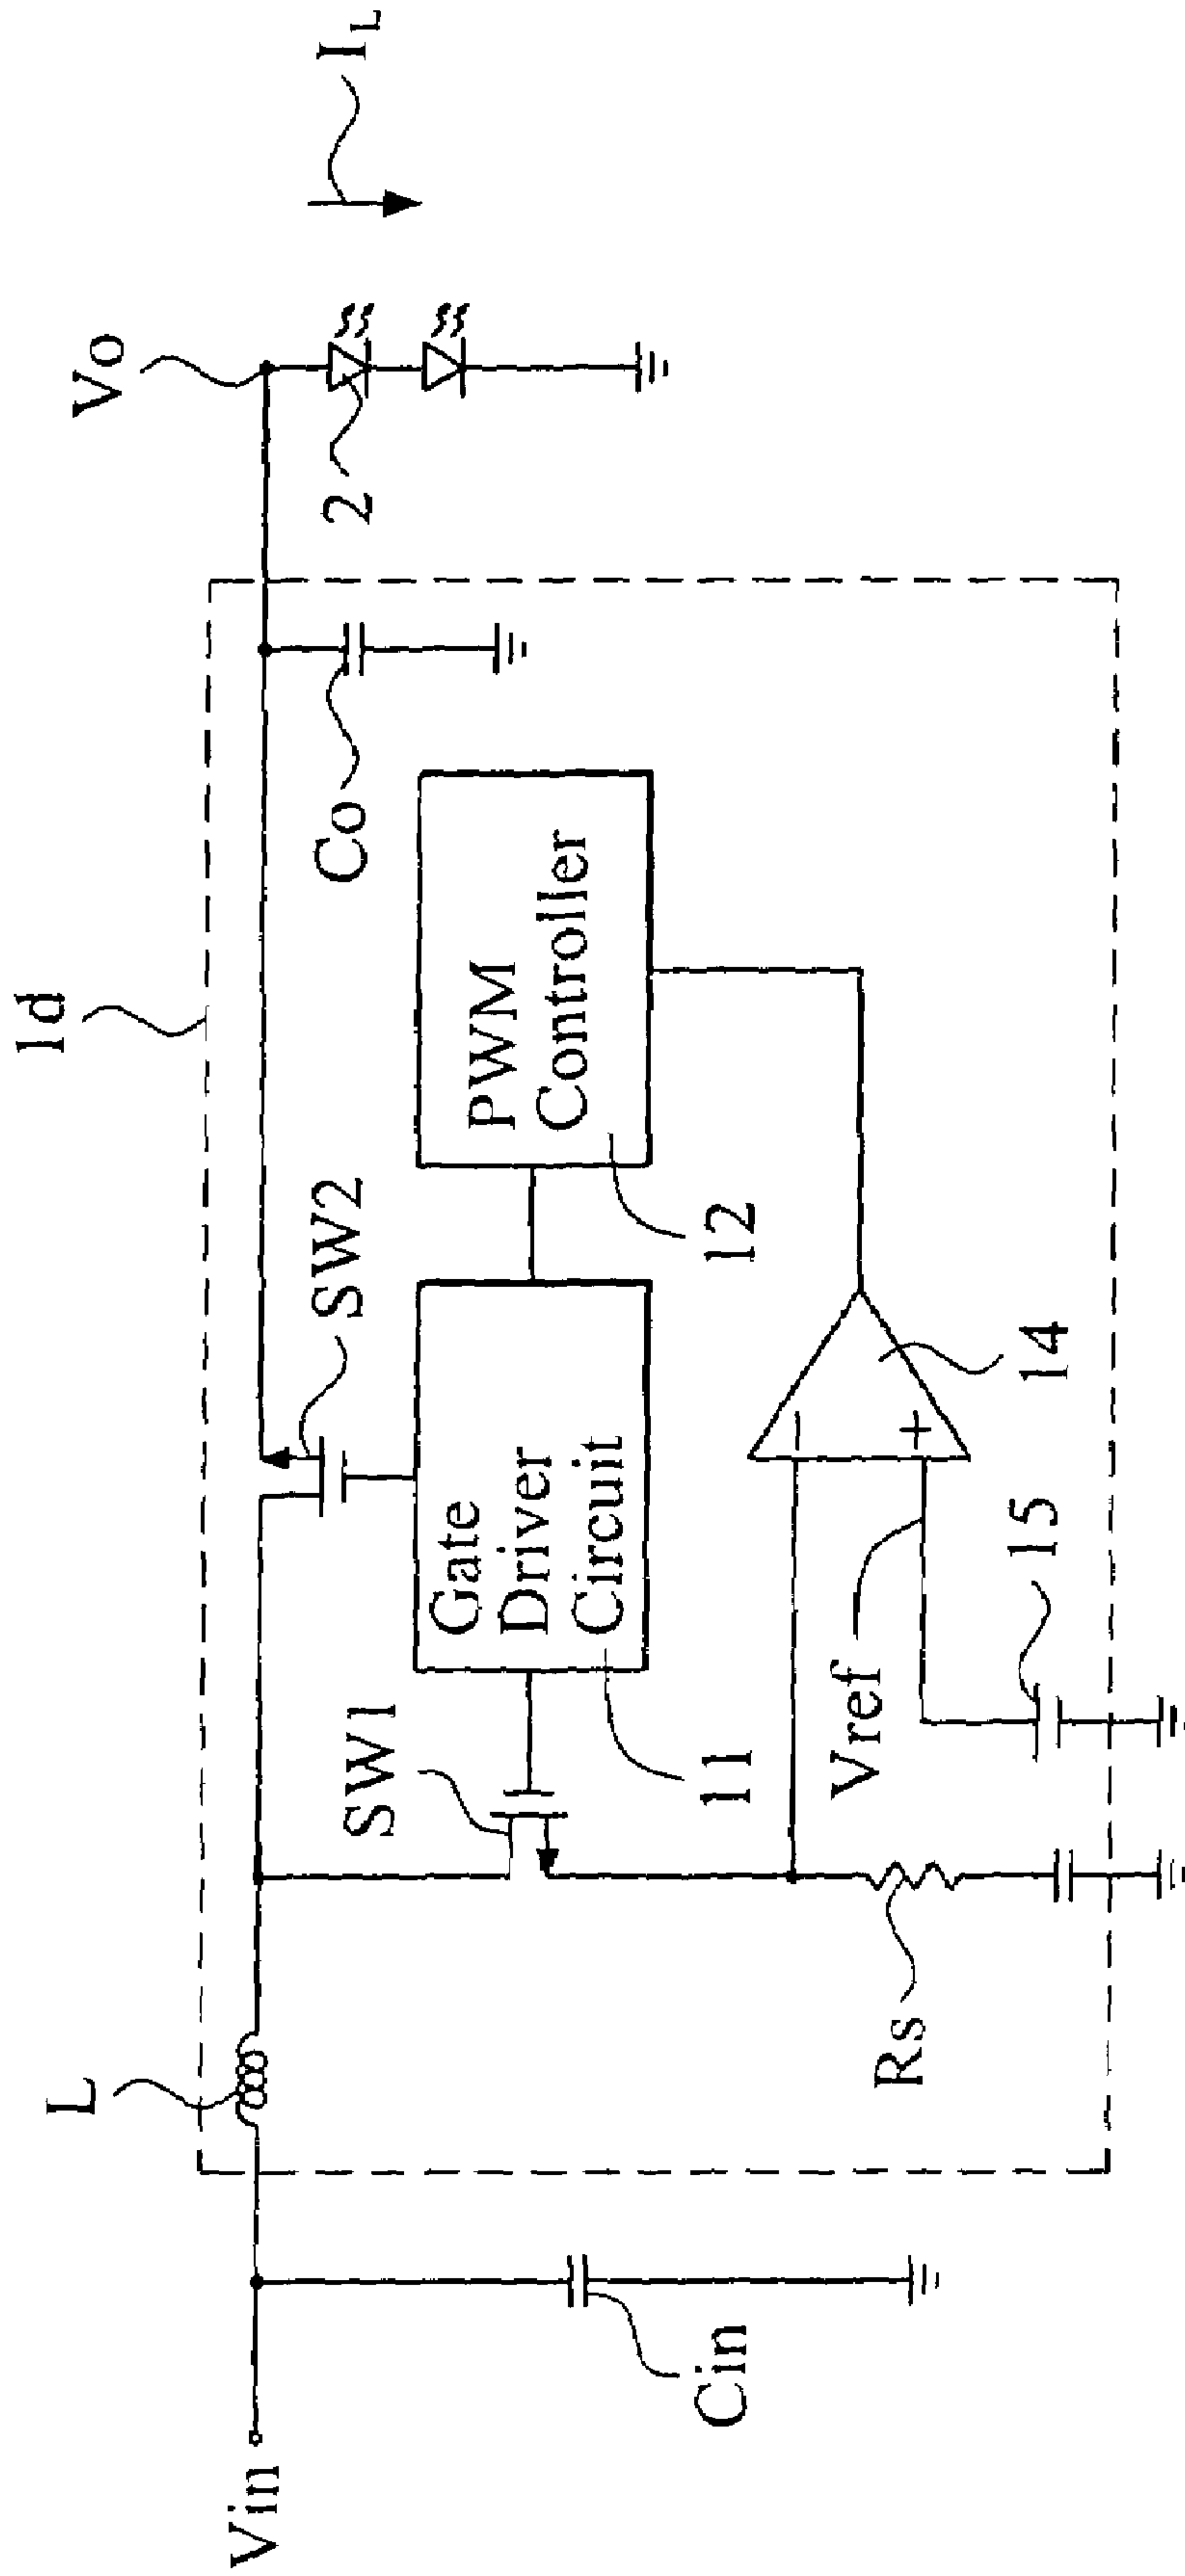 1d
L
Vo
I_L
SW2
Co
2
Vin
SW1
Gate
Driver
Circuit
PWM
Controller
11
12
Cin
Rs
Vref
−
+
14
15